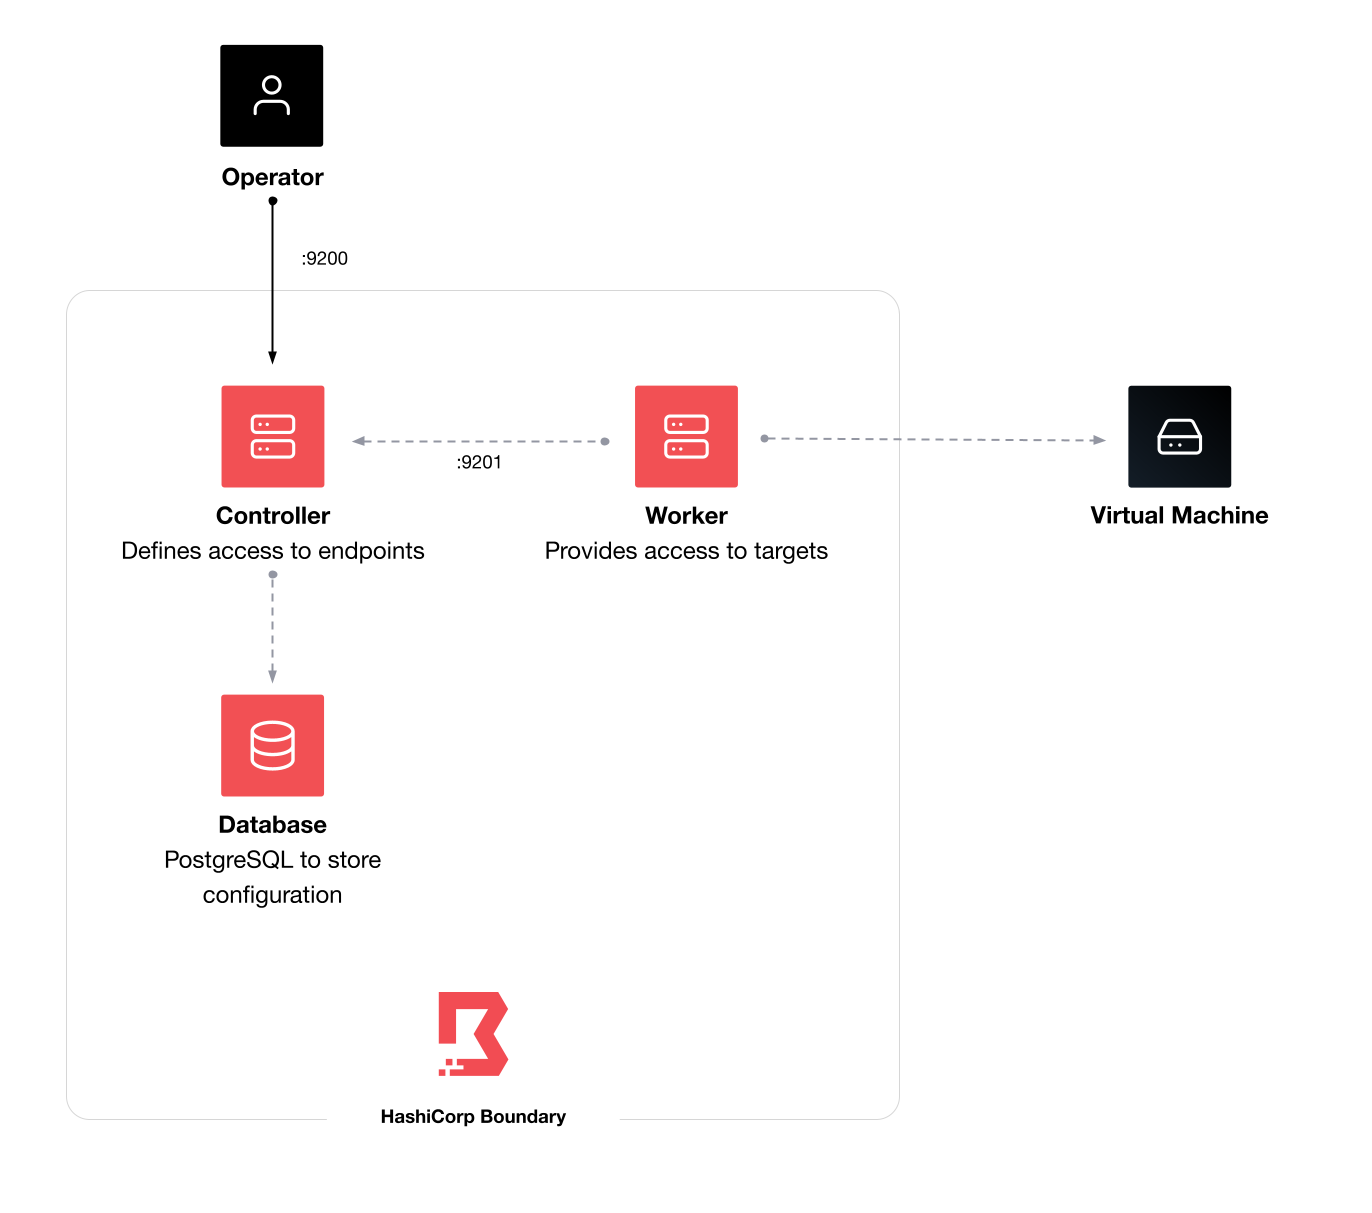 Operator
:9200
Controller
Defines access to endpoints
:9201
Worker
Provides access to targets
Virtual Machine
Database
PostgreSQL to store
configuration
HashiCorp Boundary